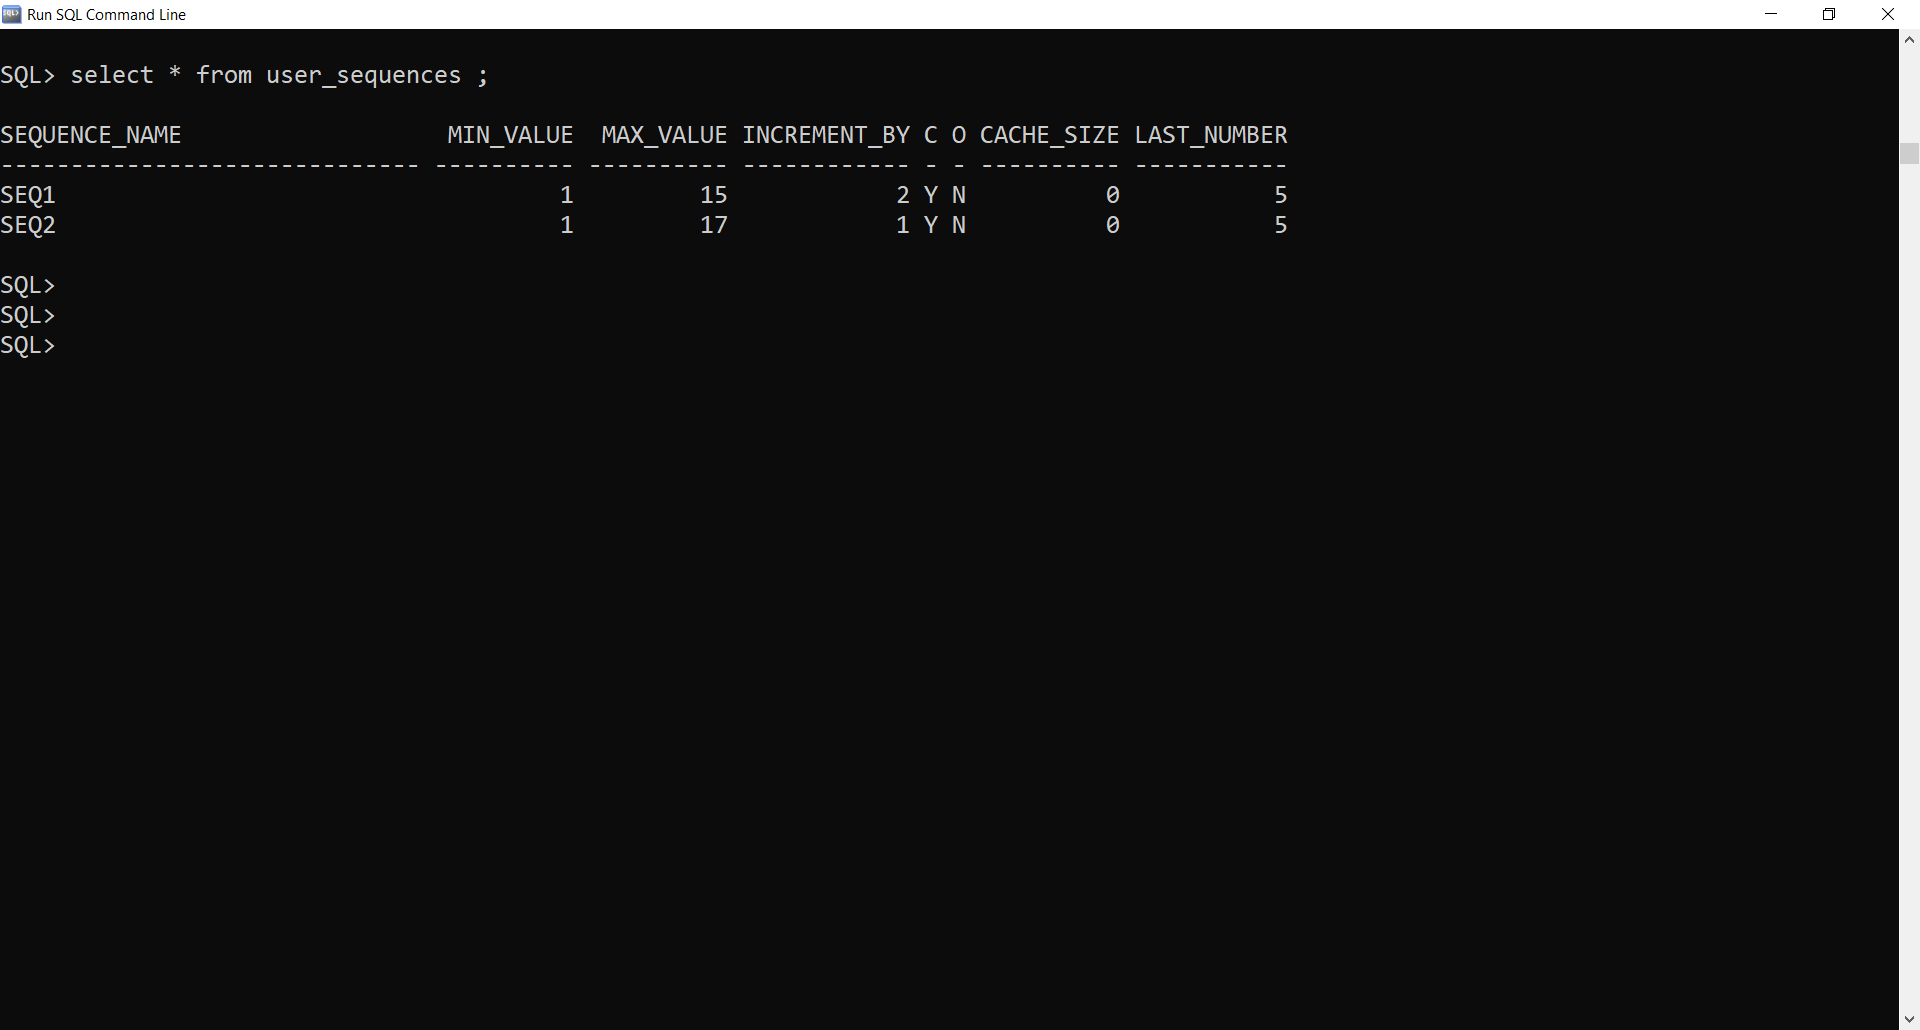 Run SQL Command Line
SQL> select * from user_sequences ;
SEQUENCE_NAME                   MIN_VALUE  MAX_VALUE INCREMENT_BY C O CACHE_SIZE LAST_NUMBER
------------------------------ ---------- ---------- ------------ - - ---------- -----------
SEQ1                                    1         15            2 Y N          0           5
SEQ2                                    1         17            1 Y N          0           5
SQL>
SQL>
SQL>